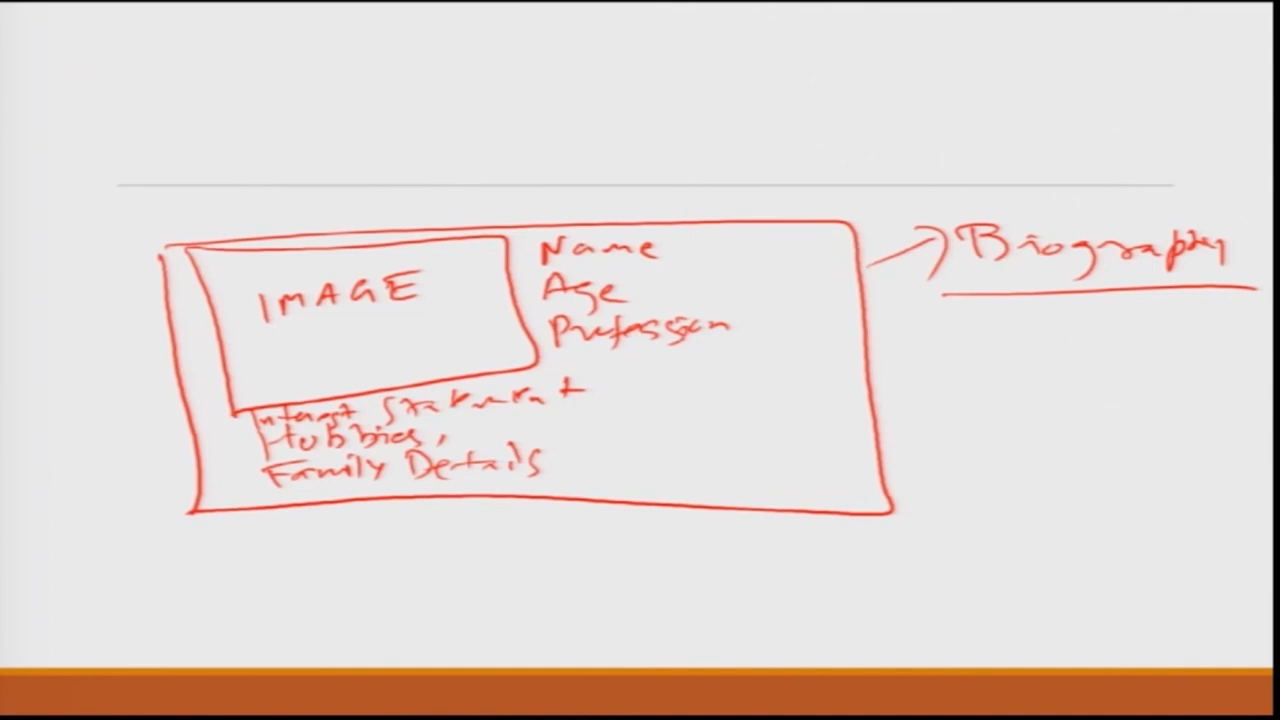 IMAGE
Name
Age
Profession
Interest Statement
Hobbies,
Family Details
Biography